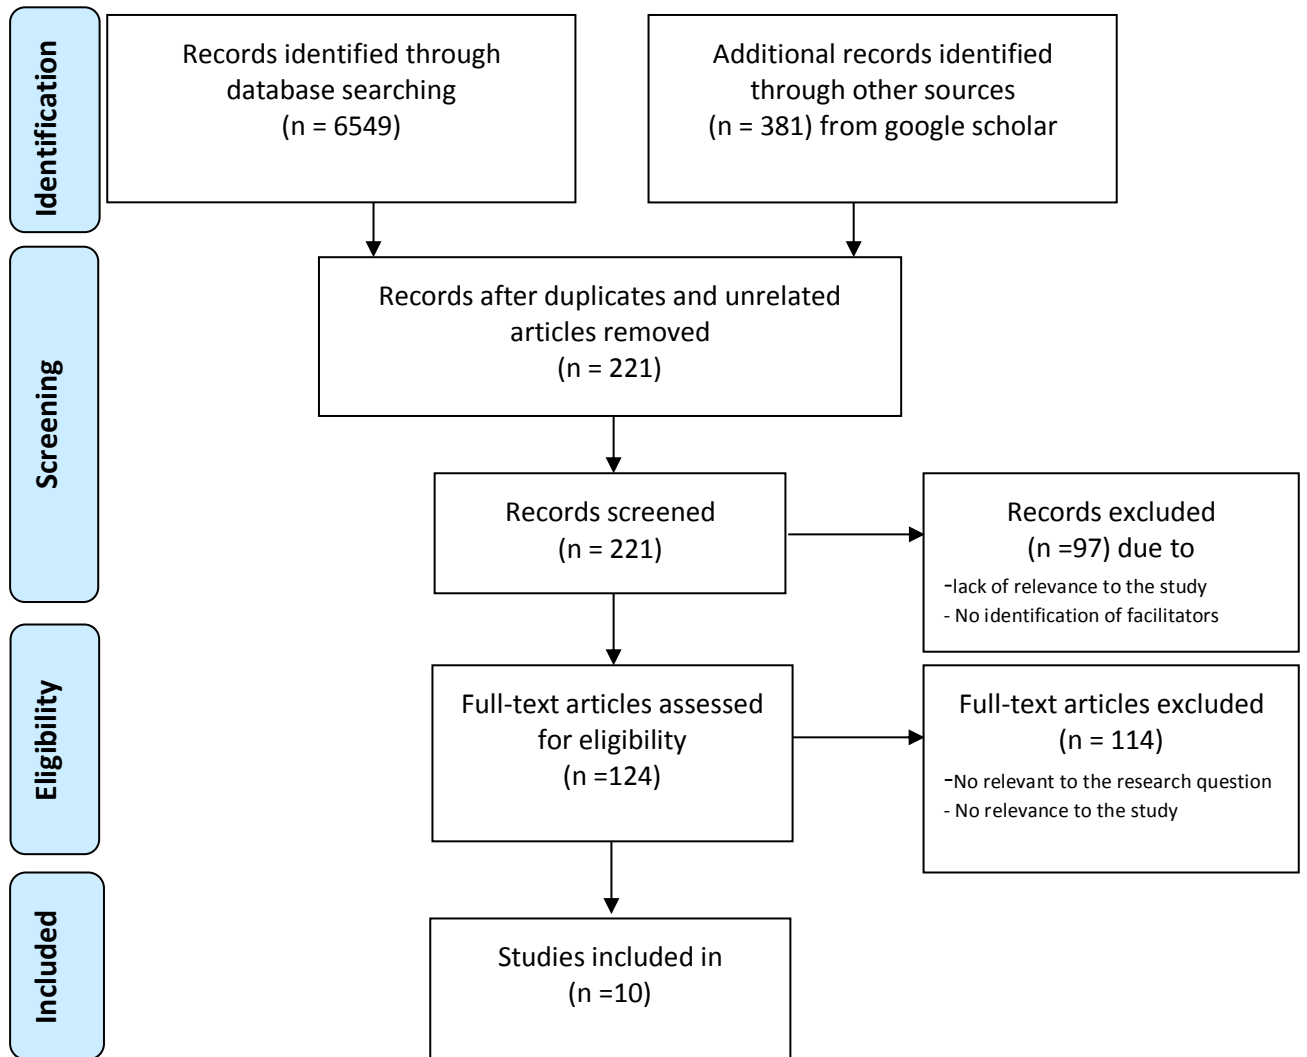 Identification
Records identified through
database searching
(n = 6549)
Additional records identified
through other sources
(n = 381) from google scholar
Screening
Records after duplicates and unrelated
articles removed
(n = 221)
Records screened
(n = 221)
Records excluded
(n =97) due to
-lack of relevance to the study
- No identification of facilitators
Eligibility
Full-text articles assessed
for eligibility
(n =124)
Full-text articles excluded
(n = 114)
-No relevant to the research question
- No relevance to the study
Included
Studies included in
(n =10)